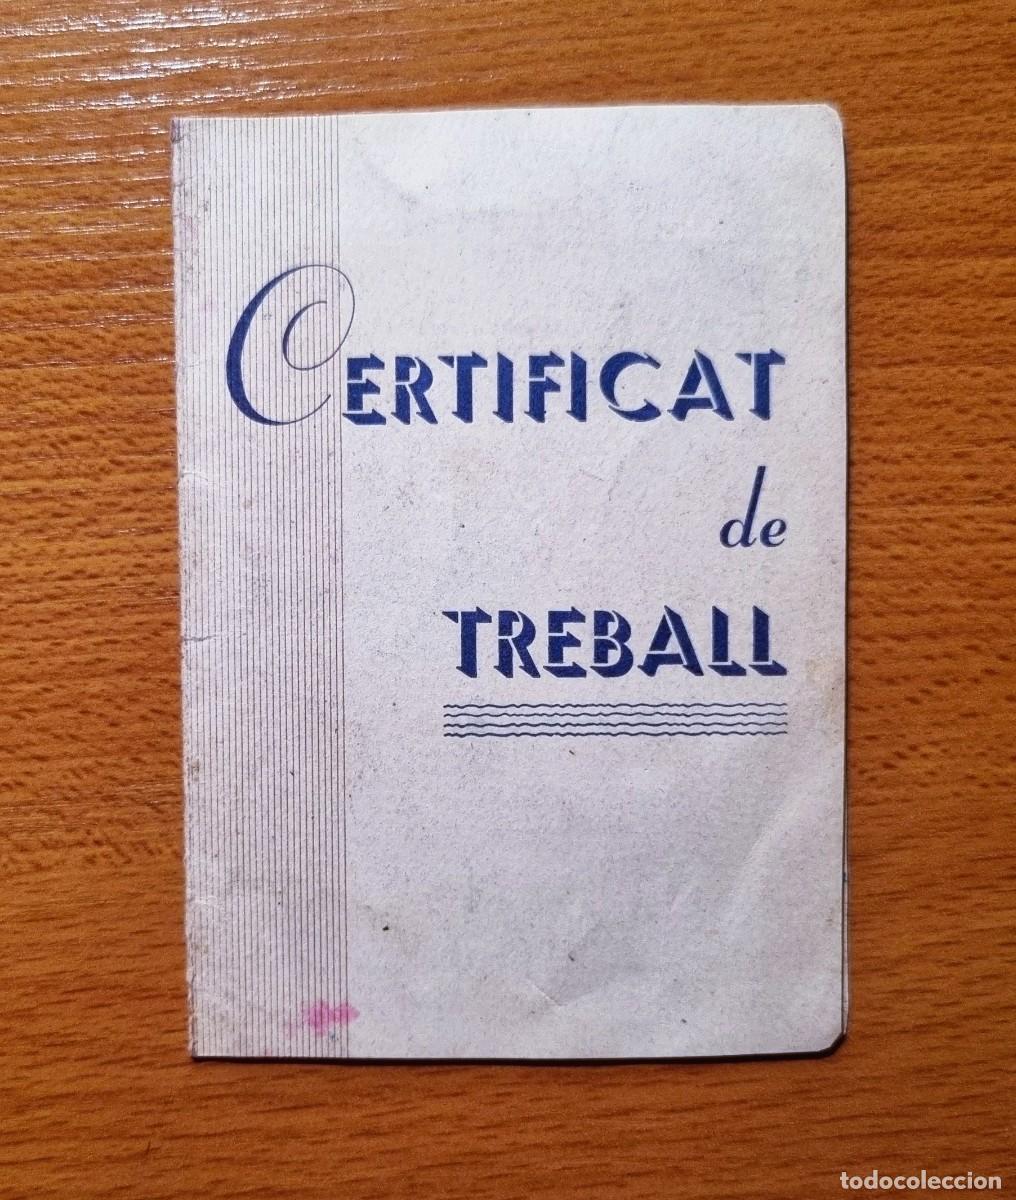 CERTIFICAT
de
TREBALL
todocoleccion